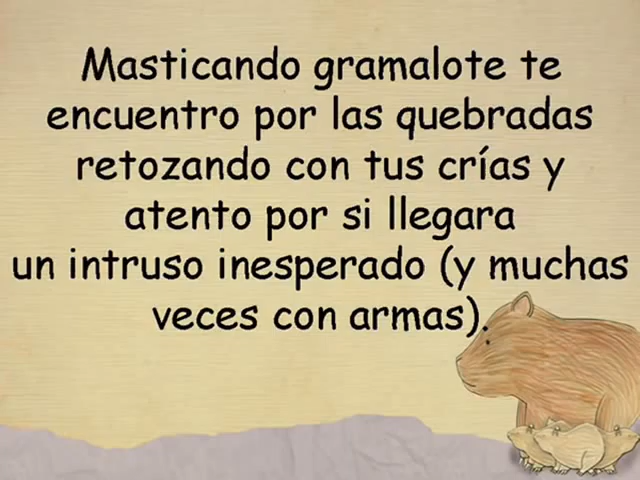 Masticando gramalote te
encuentro por las quebradas
retozando con tus crías y
atento por si llegara
un intruso inesperado (y muchas
veces con armas).